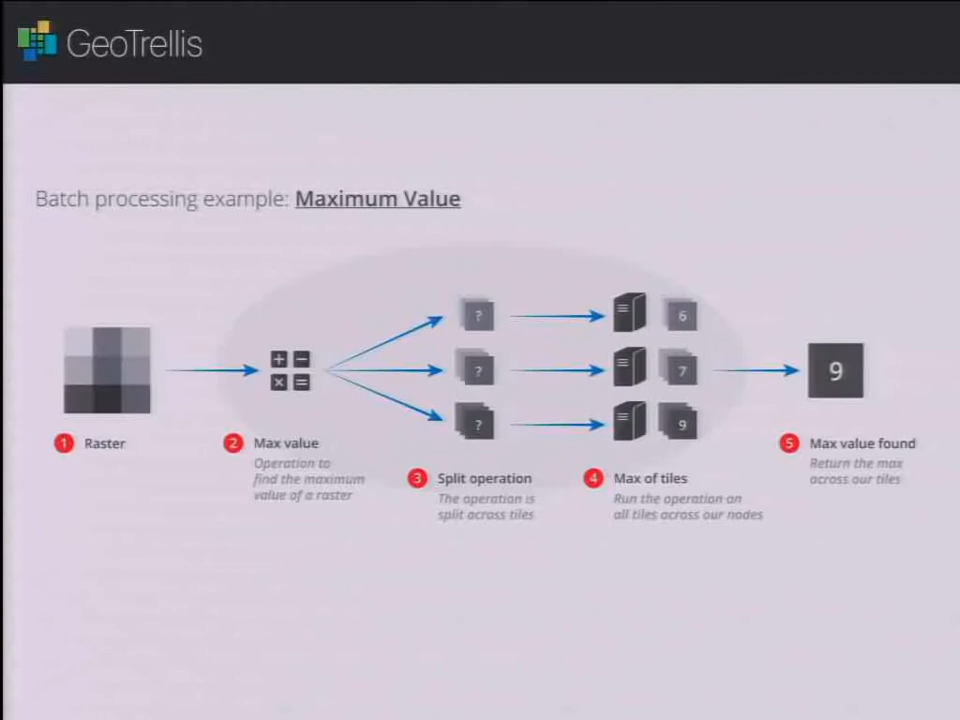 GeoTrellis
Batch processing example: Maximum Value
+ −
× =
?
?
?
6
7
9
9
1 Raster
2 Max value
Operation to
find the maximum
value of a raster
3 Split operation
The operation is
split across tiles
4 Max of tiles
Run the operation on
all tiles across our nodes
5 Max value found
Return the max
across our tiles